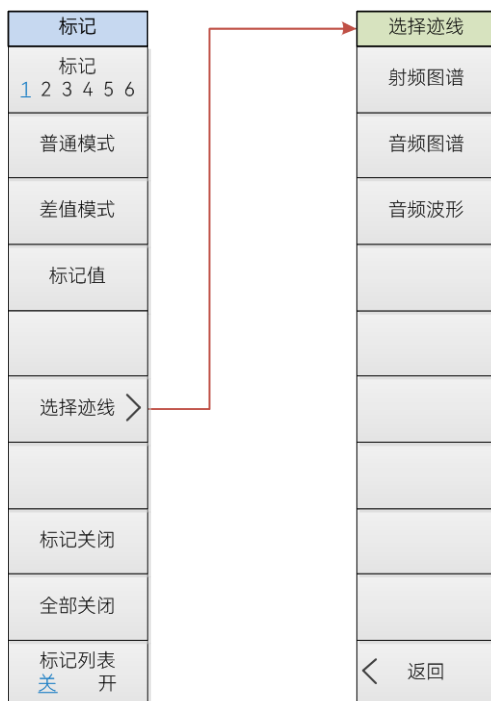 标记
标记
1 2 3 4 5 6
普通模式
差值模式
标记值
选择迹线
标记关闭
全部关闭
标记列表
关 开
选择迹线
射频图谱
音频图谱
音频波形
返回